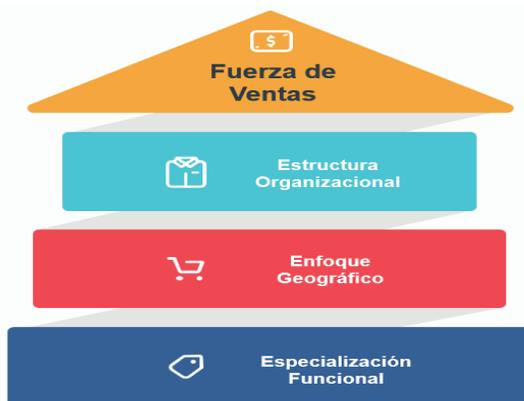 $
Fuerza de
Ventas
Estructura
Organizacional
Enfoque
Geográfico
Especialización
Funcional